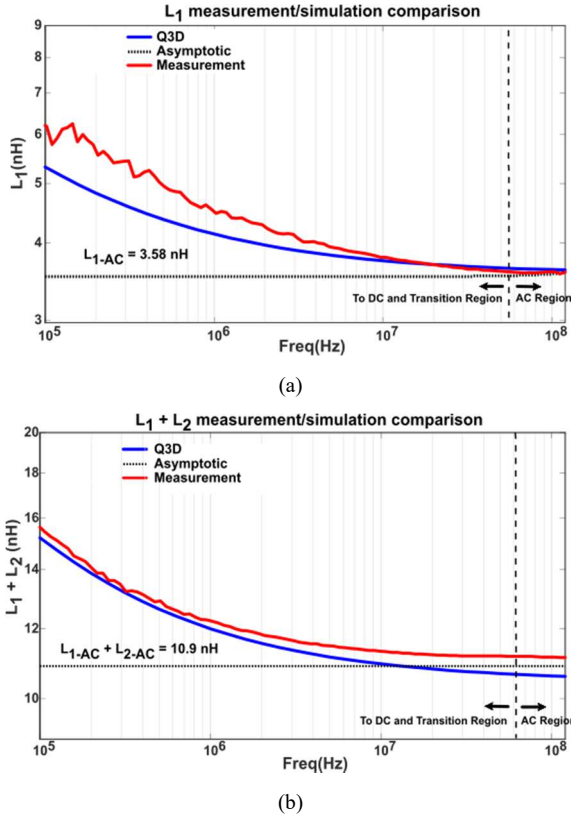 L1 measurement/simulation comparison
9
8
7
6
5
4
3
L1(nH)
Q3D
Asymptotic
Measurement
L1-AC = 3.58 nH
To DC and Transition Region
AC Region
10^5
10^6
10^7
10^8
Freq(Hz)
(a)
L1 + L2 measurement/simulation comparison
20
18
16
14
12
11
10
L1 + L2 (nH)
Q3D
Asymptotic
Measurement
L1-AC + L2-AC = 10.9 nH
To DC and Transition Region
AC Region
10^5
10^6
10^7
10^8
Freq(Hz)
(b)